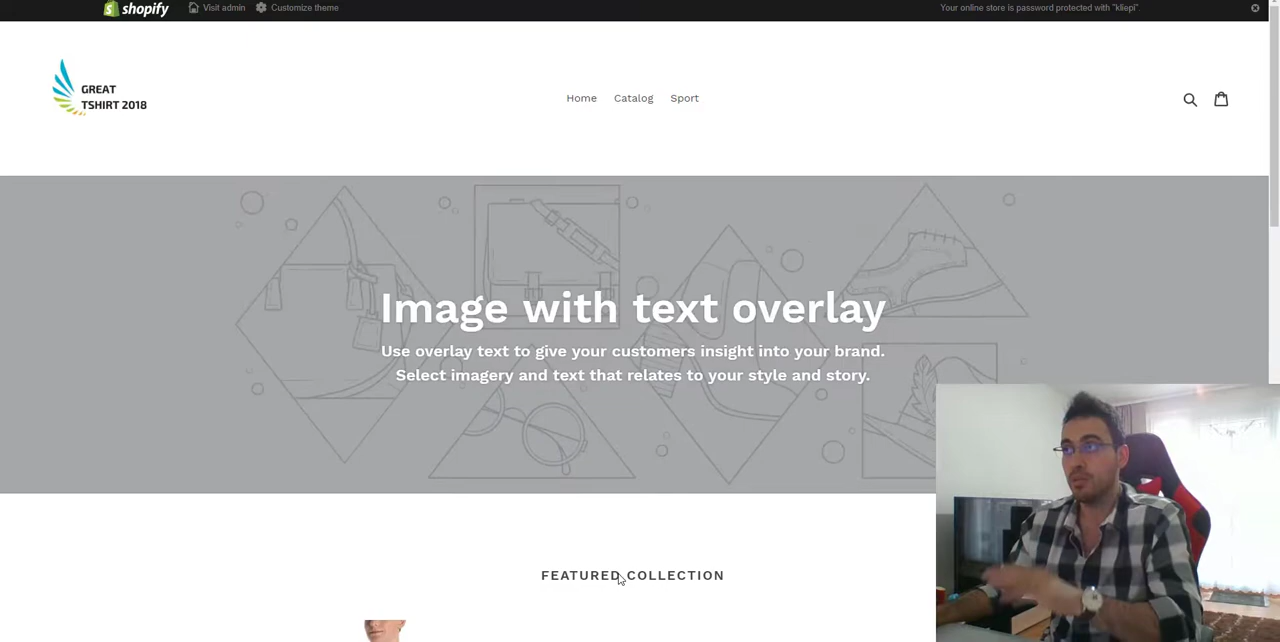 shopify
Visit admin
Customize theme
Your online store is password protected with "kliepi".
GREAT
TSHIRT 2018
Home
Catalog
Sport
Image with text overlay
Use overlay text to give your customers insight into your brand.
Select imagery and text that relates to your style and story.
FEATURED COLLECTION